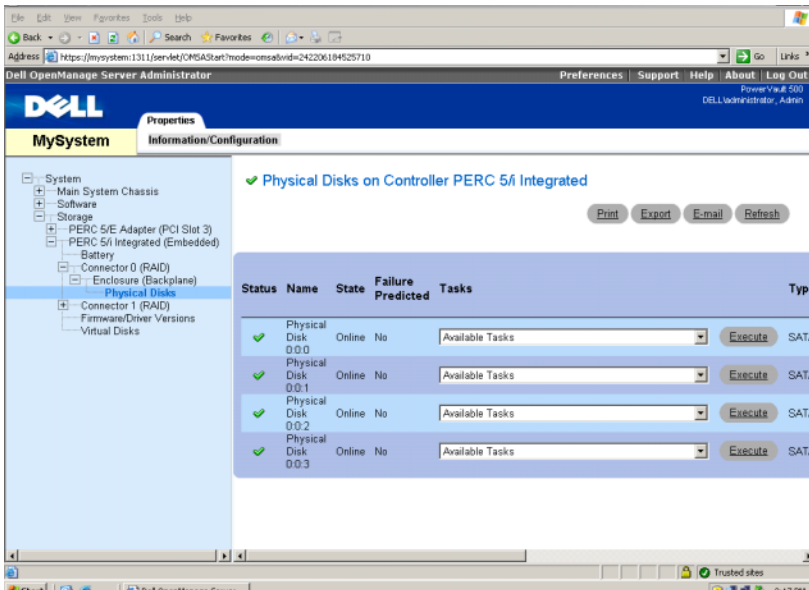 File Edit View Favorites Tools Help
Back Search Favorites
Address https://mysystem:1311/servlet/OMSAStart?mode=omsa&vid=242206184525710 Go Links
Dell OpenManage Server Administrator Preferences Support Help About Log Out
PowerVault 500
DELL\administrator, Admin
DELL
Properties
MySystem Information/Configuration
System
Main System Chassis
Software
Storage
PERC 5/E Adapter (PCI Slot 3)
PERC 5/i Integrated (Embedded)
Battery
Connector 0 (RAID)
Enclosure (Backplane)
Physical Disks
Connector 1 (RAID)
Firmware/Driver Versions
Virtual Disks
Physical Disks on Controller PERC 5/i Integrated
Print Export E-mail Refresh
Status Name State Failure Predicted Tasks Typ
Physical Disk 0:0:0 Online No Available Tasks Execute SAT
Physical Disk 0:0:1 Online No Available Tasks Execute SAT
Physical Disk 0:0:2 Online No Available Tasks Execute SAT
Physical Disk 0:0:3 Online No Available Tasks Execute SAT
Trusted sites